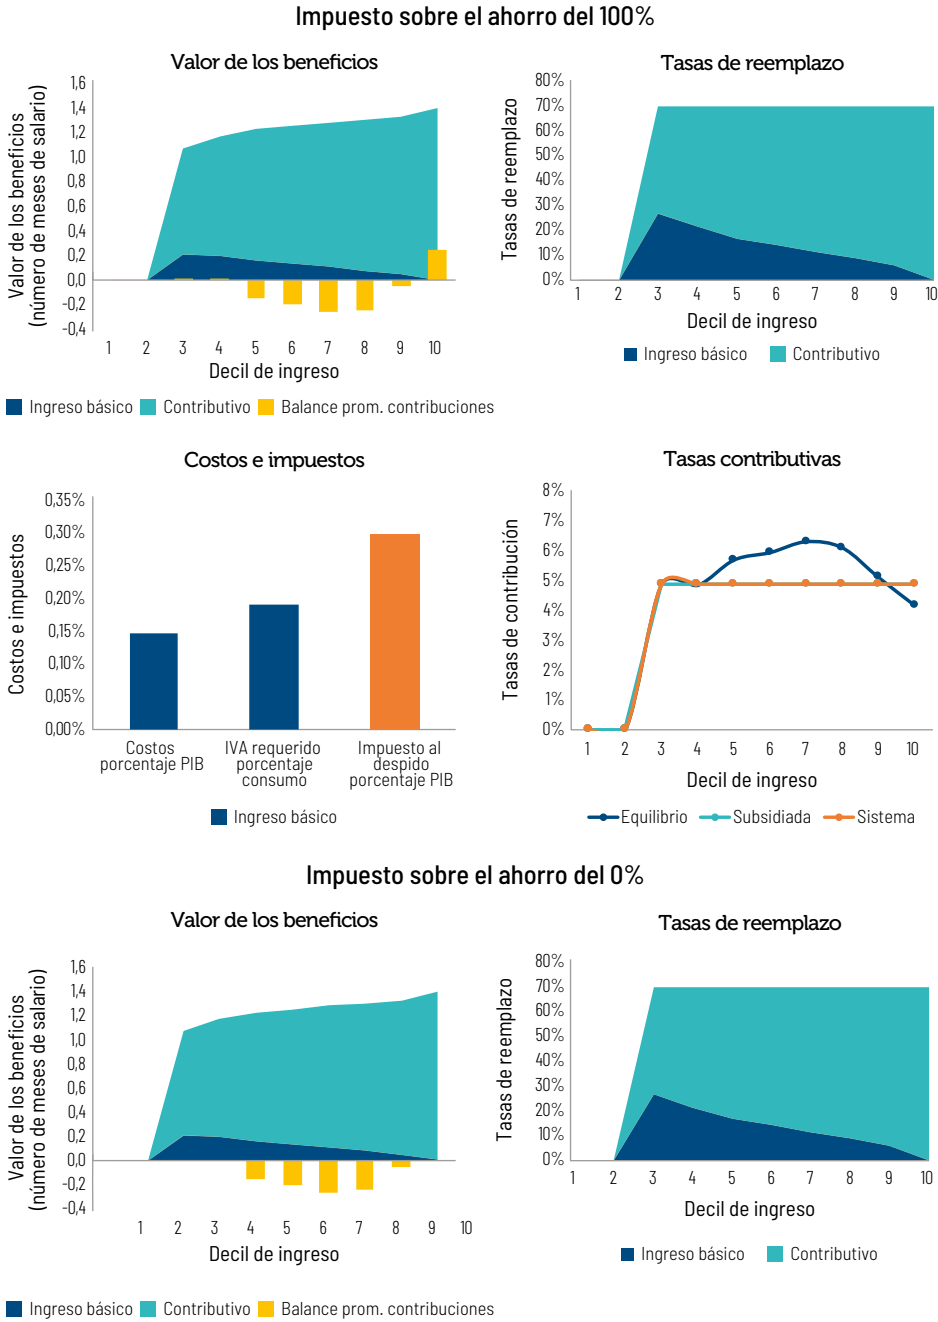 Impuesto sobre el ahorro del 100%
Valor de los beneficios
Valor de los beneficios
(número de meses de salario)
1,6
1,4
1,2
1,0
0,8
0,6
0,4
0,2
0,0
-0,2
-0,4
1 2 3 4 5 6 7 8 9 10
Decil de ingreso
Ingreso básico Contributivo Balance prom. contribuciones
Tasas de reemplazo
Tasas de reemplazo
80%
70%
60%
50%
40%
30%
20%
10%
0%
1 2 3 4 5 6 7 8 9 10
Decil de ingreso
Ingreso básico Contributivo
Costos e impuestos
Costos e impuestos
0,35%
0,30%
0,25%
0,20%
0,15%
0,10%
0,05%
0,00%
Costos
porcentaje PIB
IVA requerido
porcentaje
consumo
Impuesto al
despido
porcentaje PIB
Ingreso básico
Tasas contributivas
Tasas de contribución
8%
7%
6%
5%
4%
3%
2%
1%
0%
1 2 3 4 5 6 7 8 9 10
Decil de ingreso
Equilibrio Subsidiada Sistema
Impuesto sobre el ahorro del 0%
Valor de los beneficios
Valor de los beneficios
(número de meses de salario)
1,6
1,4
1,2
1,0
0,8
0,6
0,4
0,2
0,0
-0,2
-0,4
1 2 3 4 5 6 7 8 9 10
Decil de ingreso
Ingreso básico Contributivo Balance prom. contribuciones
Tasas de reemplazo
Tasas de reemplazo
80%
70%
60%
50%
40%
30%
20%
10%
0%
1 2 3 4 5 6 7 8 9 10
Decil de ingreso
Ingreso básico Contributivo